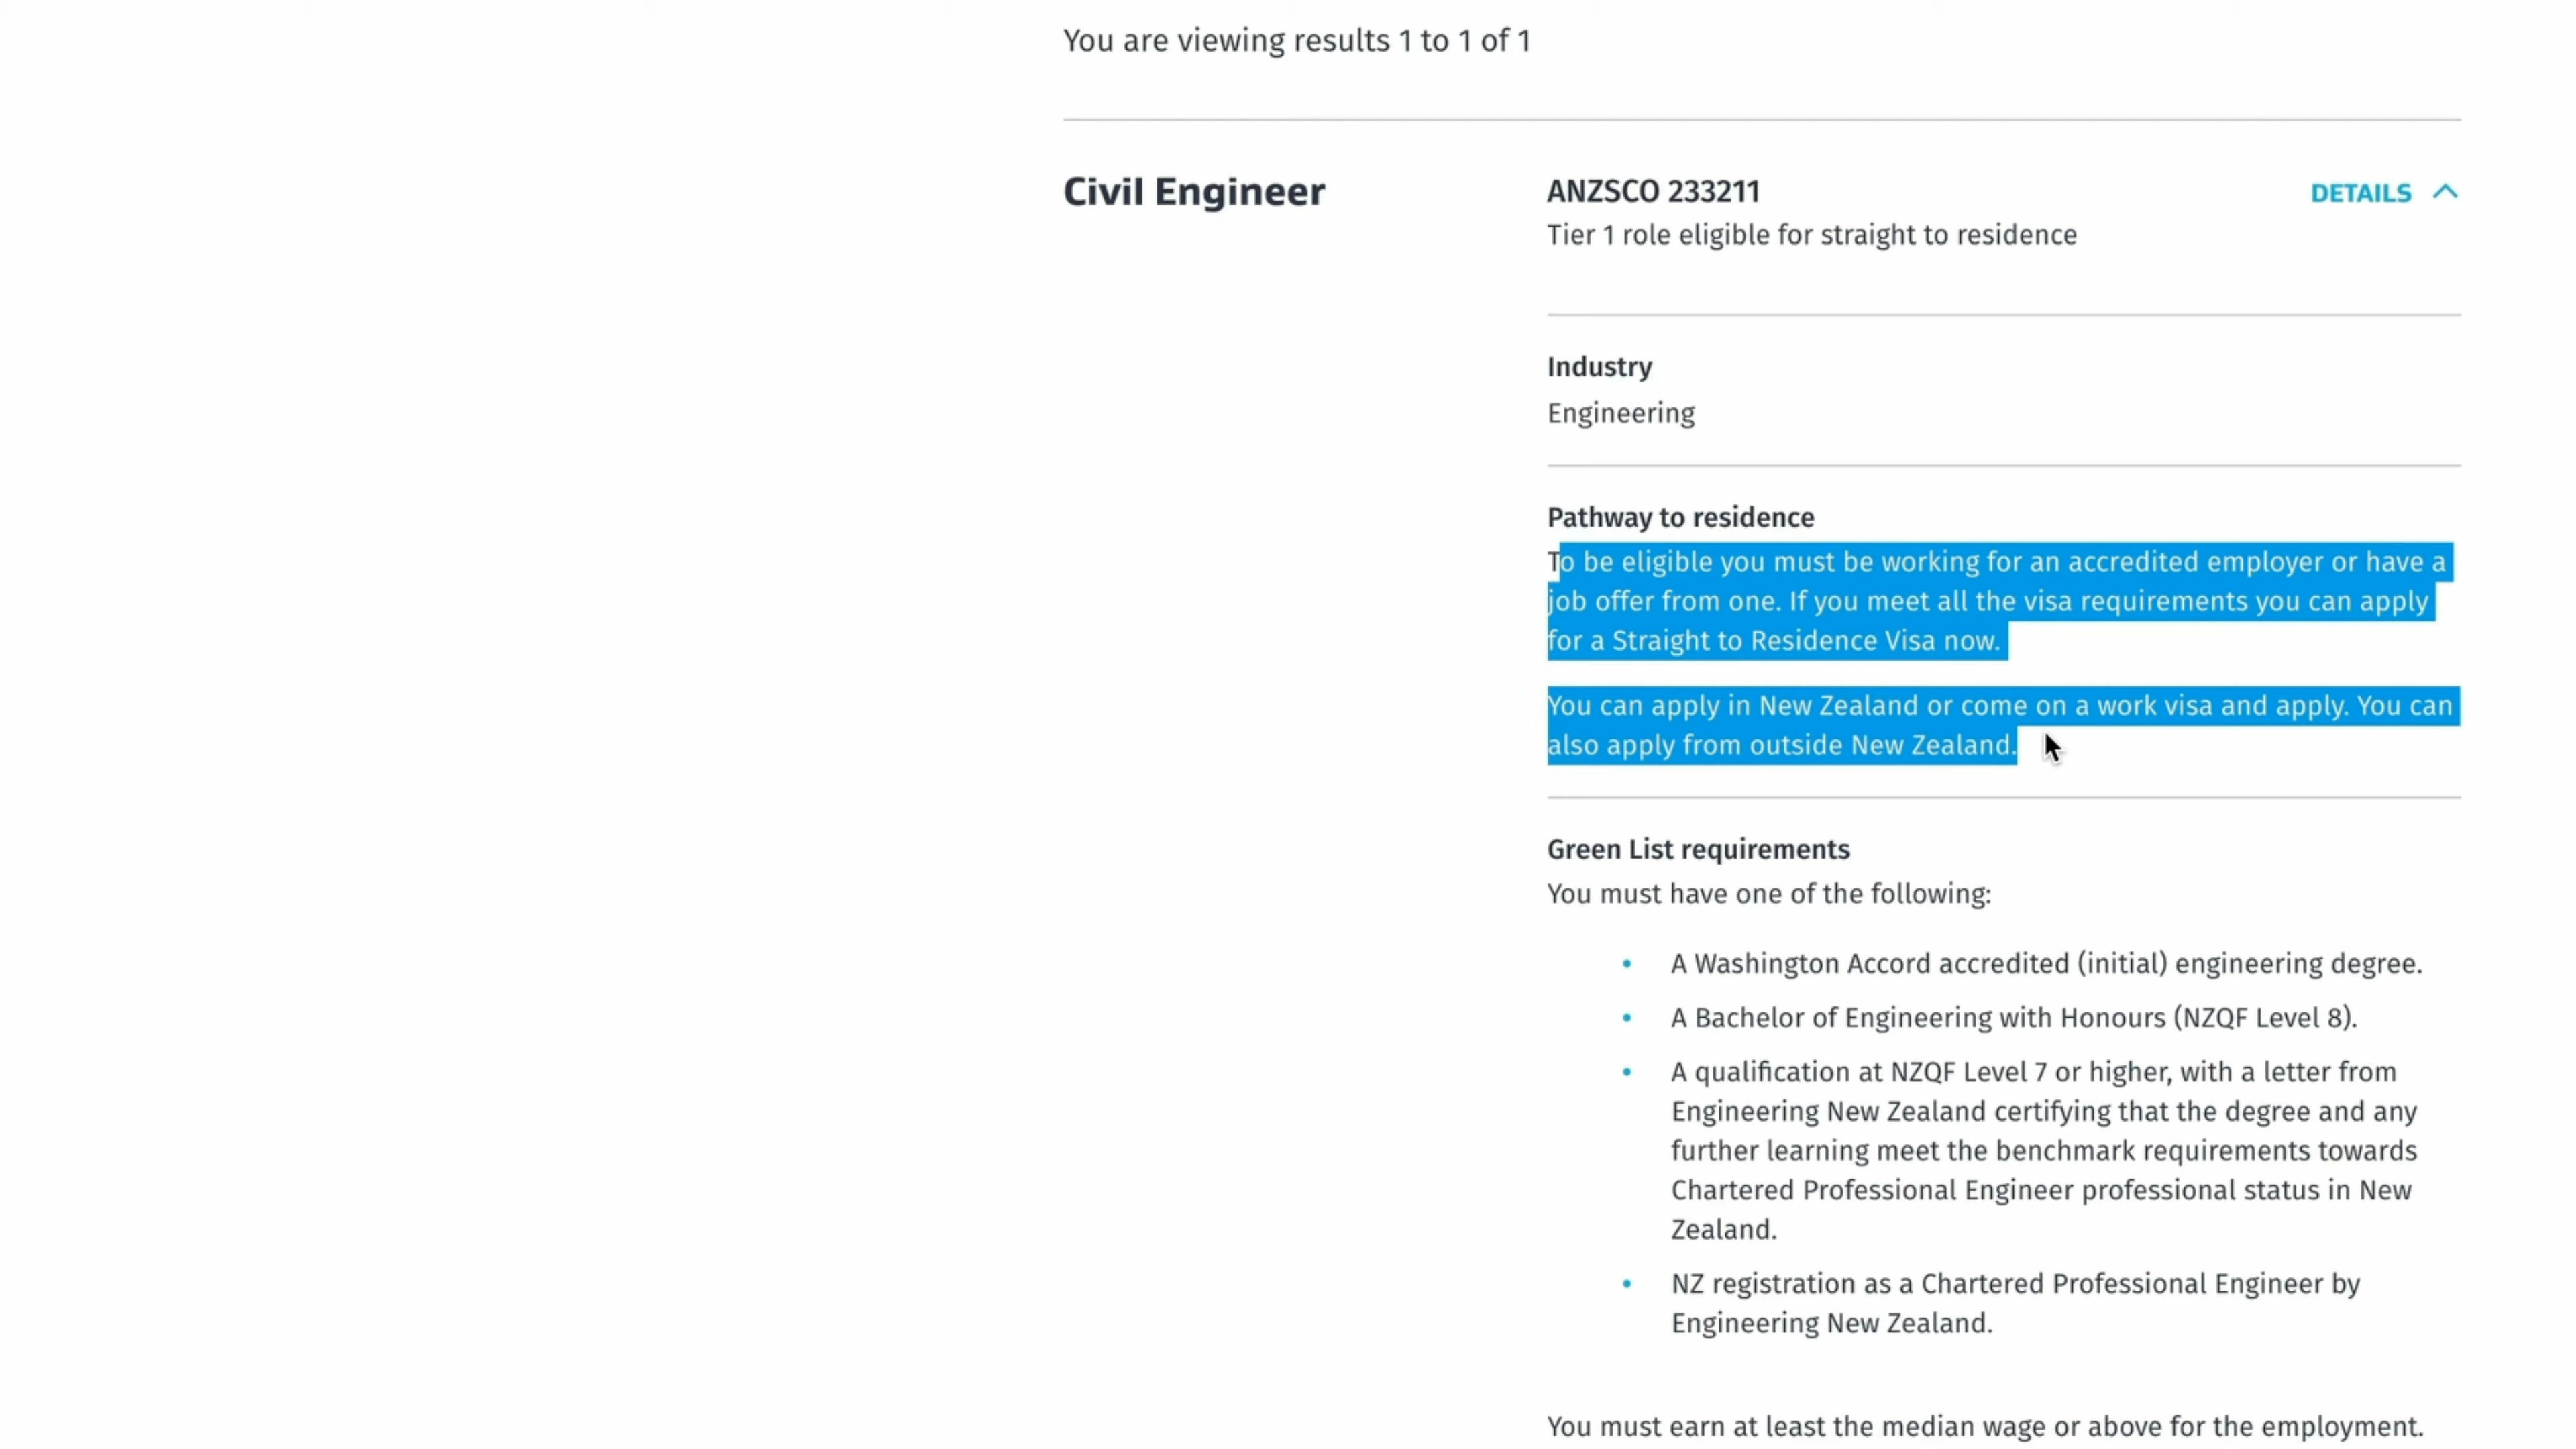 You are viewing results 1 to 1 of 1
Civil Engineer
ANZSCO 233211
DETAILS
Tier 1 role eligible for straight to residence
Industry
Engineering
Pathway to residence
To be eligible you must be working for an accredited employer or have a
job offer from one. If you meet all the visa requirements you can apply
for a Straight to Residence Visa now.
You can apply in New Zealand or come on a work visa and apply. You can
also apply from outside New Zealand.
Green List requirements
You must have one of the following:
• A Washington Accord accredited (initial) engineering degree.
• A Bachelor of Engineering with Honours (NZQF Level 8).
• A qualification at NZQF Level 7 or higher, with a letter from
Engineering New Zealand certifying that the degree and any
further learning meet the benchmark requirements towards
Chartered Professional Engineer professional status in New
Zealand.
• NZ registration as a Chartered Professional Engineer by
Engineering New Zealand.
You must earn at least the median wage or above for the employment.